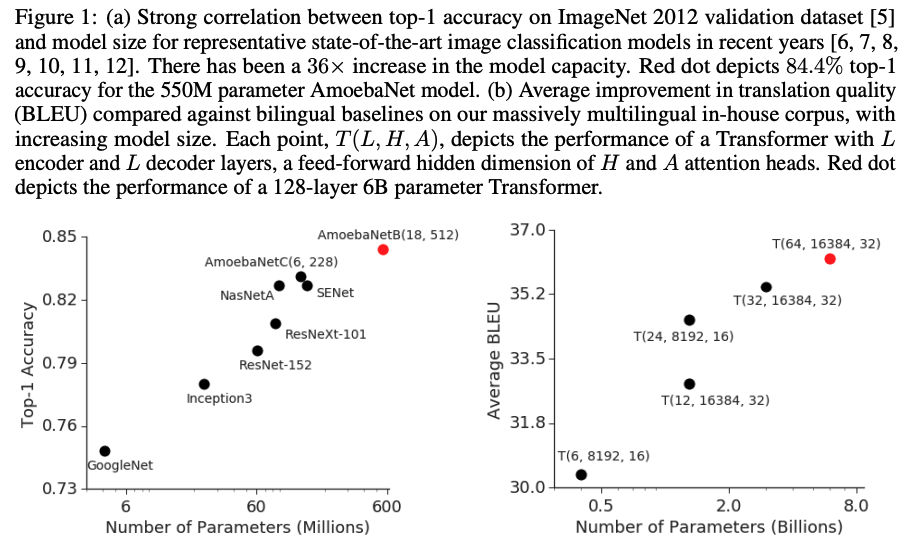 Figure 1: (a) Strong correlation between top-1 accuracy on ImageNet 2012 validation dataset [5]
and model size for representative state-of-the-art image classification models in recent years [6, 7, 8,
9, 10, 11, 12]. There has been a 36× increase in the model capacity. Red dot depicts 84.4% top-1
accuracy for the 550M parameter AmoebaNet model. (b) Average improvement in translation quality
(BLEU) compared against bilingual baselines on our massively multilingual in-house corpus, with
increasing model size. Each point, T(L, H, A), depicts the performance of a Transformer with L
encoder and L decoder layers, a feed-forward hidden dimension of H and A attention heads. Red dot
depicts the performance of a 128-layer 6B parameter Transformer.
Top-1 Accuracy
0.85
0.82
0.79
0.76
0.73
AmoebaNetB(18, 512)
AmoebaNetC(6, 228)
NasNetA
SENet
ResNeXt-101
ResNet-152
Inception3
GoogleNet
6
60
600
Number of Parameters (Millions)
Average BLEU
37.0
35.2
33.5
31.8
30.0
T(64, 16384, 32)
T(32, 16384, 32)
T(24, 8192, 16)
T(12, 16384, 32)
T(6, 8192, 16)
0.5
2.0
8.0
Number of Parameters (Billions)